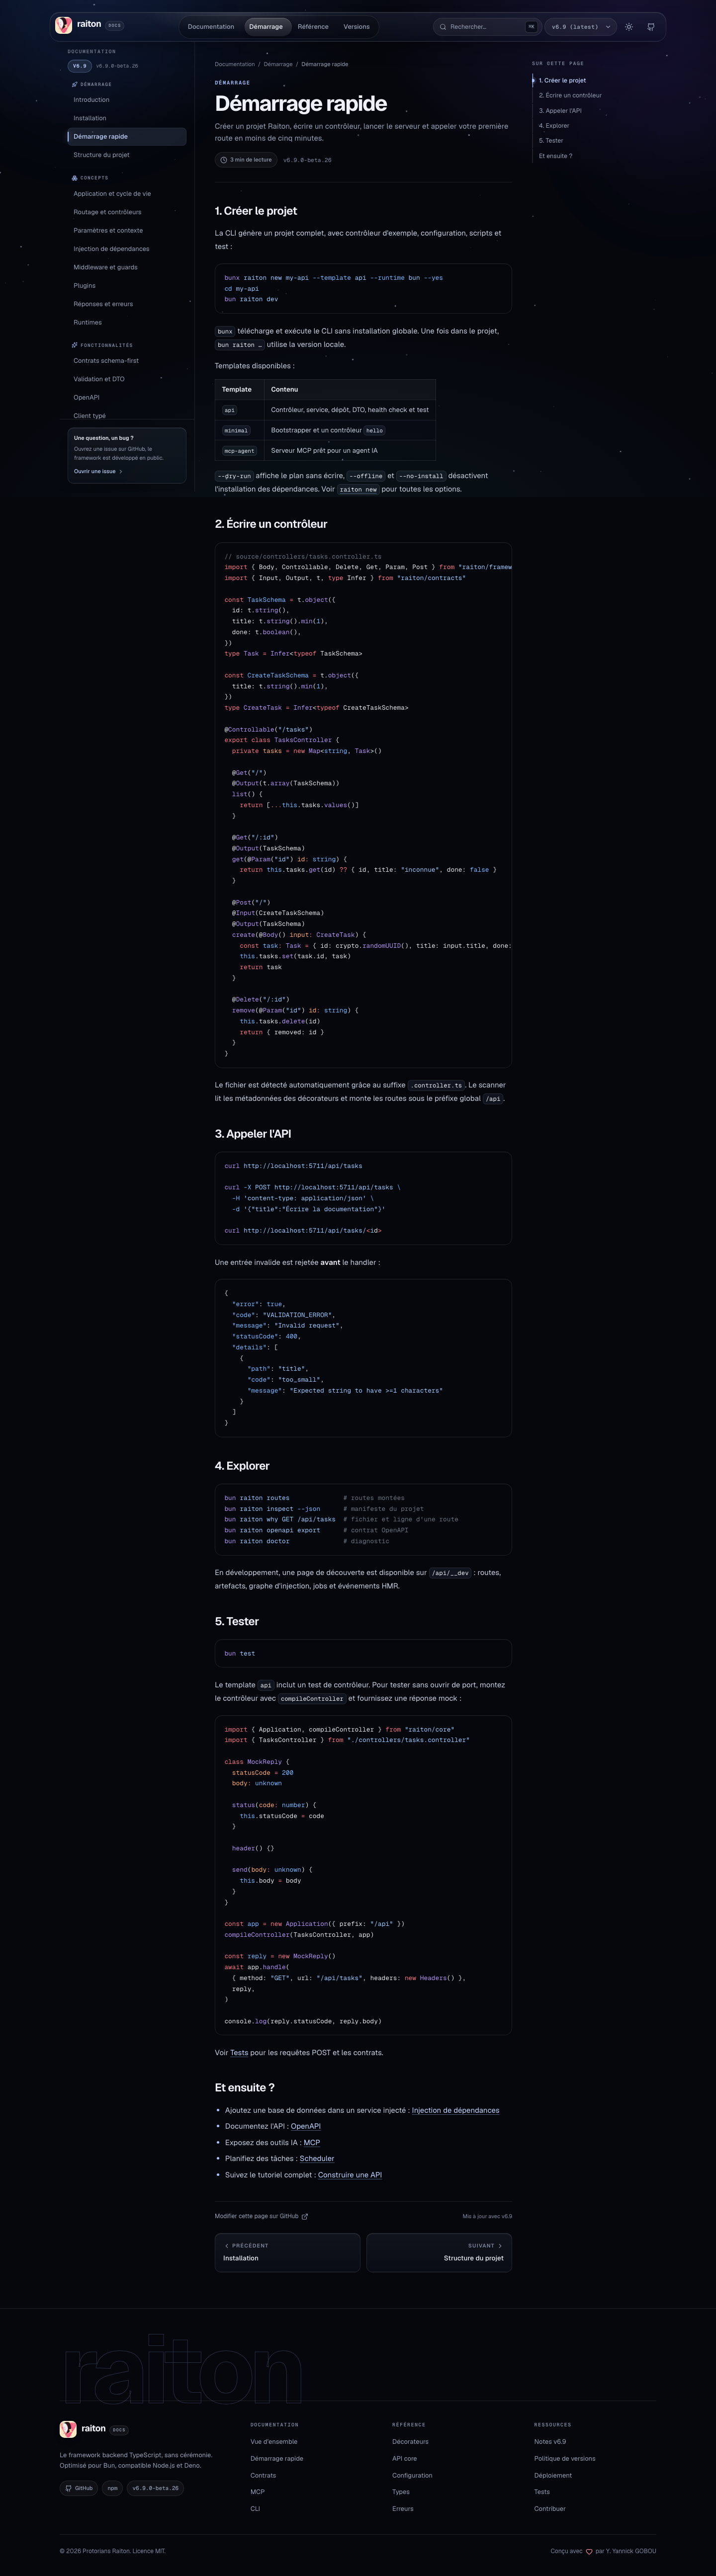 raiton DOCS
Documentation Démarrage Référence Versions
Rechercher... ⌘K
v6.9 (latest)
DOCUMENTATION
V6.9 v6.9.0-beta.26
DÉMARRAGE
Introduction
Installation
Démarrage rapide
Structure du projet
CONCEPTS
Application et cycle de vie
Routage et contrôleurs
Paramètres et contexte
Injection de dépendances
Middleware et guards
Plugins
Réponses et erreurs
Runtimes
FONCTIONNALITÉS
Contrats schema-first
Validation et DTO
OpenAPI
Client typé
Une question, un bug ?
Ouvrez une issue sur GitHub, le
framework est développé en public.
Ouvrir une issue
Documentation / Démarrage / Démarrage rapide
DÉMARRAGE
Démarrage rapide
Créer un projet Raiton, écrire un contrôleur, lancer le serveur et appeler votre première
route en moins de cinq minutes.
3 min de lecture v6.9.0-beta.26
SUR CETTE PAGE
1. Créer le projet
2. Écrire un contrôleur
3. Appeler l'API
4. Explorer
5. Tester
Et ensuite ?
1. Créer le projet
La CLI génère un projet complet, avec contrôleur d'exemple, configuration, scripts et
test :
bunx raiton new my-api --template api --runtime bun --yes
cd my-api
bun raiton dev
bunx télécharge et exécute le CLI sans installation globale. Une fois dans le projet,
bun raiton … utilise la version locale.
Templates disponibles :
Template Contenu
api Contrôleur, service, dépôt, DTO, health check et test
minimal Bootstrapper et un contrôleur hello
mcp-agent Serveur MCP prêt pour un agent IA
--dry-run affiche le plan sans écrire, --offline et --no-install désactivent
l'installation des dépendances. Voir raiton new pour toutes les options.
2. Écrire un contrôleur
// source/controllers/tasks.controller.ts
import { Body, Controllable, Delete, Get, Param, Post } from "raiton/framew
import { Input, Output, t, type Infer } from "raiton/contracts"
const TaskSchema = t.object({
id: t.string(),
title: t.string().min(1),
done: t.boolean(),
})
type Task = Infer<typeof TaskSchema>
const CreateTaskSchema = t.object({
title: t.string().min(1),
})
type CreateTask = Infer<typeof CreateTaskSchema>
@Controllable("/tasks")
export class TasksController {
private tasks = new Map<string, Task>()
@Get("/")
@Output(t.array(TaskSchema))
list() {
return [...this.tasks.values()]
}
@Get("/:id")
@Output(TaskSchema)
get(@Param("id") id: string) {
return this.tasks.get(id) ?? { id, title: "inconnue", done: false }
}
@Post("/")
@Input(CreateTaskSchema)
@Output(TaskSchema)
create(@Body() input: CreateTask) {
const task: Task = { id: crypto.randomUUID(), title: input.title, done:
this.tasks.set(task.id, task)
return task
}
@Delete("/:id")
remove(@Param("id") id: string) {
this.tasks.delete(id)
return { removed: id }
}
}
Le fichier est détecté automatiquement grâce au suffixe .controller.ts. Le scanner
lit les métadonnées des décorateurs et monte les routes sous le préfixe global /api.
3. Appeler l'API
curl http://localhost:5711/api/tasks
curl -X POST http://localhost:5711/api/tasks \
-H 'content-type: application/json' \
-d '{"title":"Écrire la documentation"}'
curl http://localhost:5711/api/tasks/<id>
Une entrée invalide est rejetée avant le handler :
{
"error": true,
"code": "VALIDATION_ERROR",
"message": "Invalid request",
"statusCode": 400,
"details": [
{
"path": "title",
"code": "too_small",
"message": "Expected string to have >=1 characters"
}
]
}
4. Explorer
bun raiton routes # routes montées
bun raiton inspect --json # manifeste du projet
bun raiton why GET /api/tasks # fichier et ligne d'une route
bun raiton openapi export # contrat OpenAPI
bun raiton doctor # diagnostic
En développement, une page de découverte est disponible sur /api/__dev : routes,
artefacts, graphe d'injection, jobs et événements HMR.
5. Tester
bun test
Le template api inclut un test de contrôleur. Pour tester sans ouvrir de port, montez
le contrôleur avec compileController et fournissez une réponse mock :
import { Application, compileController } from "raiton/core"
import { TasksController } from "./controllers/tasks.controller"
class MockReply {
statusCode = 200
body: unknown
status(code: number) {
this.statusCode = code
}
header() {}
send(body: unknown) {
this.body = body
}
}
const app = new Application({ prefix: "/api" })
compileController(TasksController, app)
const reply = new MockReply()
await app.handle(
{ method: "GET", url: "/api/tasks", headers: new Headers() },
reply,
)
console.log(reply.statusCode, reply.body)
Voir Tests pour les requêtes POST et les contrats.
Et ensuite ?
Ajoutez une base de données dans un service injecté : Injection de dépendances
Documentez l'API : OpenAPI
Exposez des outils IA : MCP
Planifiez des tâches : Scheduler
Suivez le tutoriel complet : Construire une API
Modifier cette page sur GitHub
Mis à jour avec v6.9
PRÉCÉDENT
Installation
SUIVANT
Structure du projet
raiton
raiton DOCS
Le framework backend TypeScript, sans cérémonie.
Optimisé pour Bun, compatible Node.js et Deno.
GitHub npm v6.9.0-beta.26
DOCUMENTATION
Vue d'ensemble
Démarrage rapide
Contrats
MCP
CLI
RÉFÉRENCE
Décorateurs
API core
Configuration
Types
Erreurs
RESSOURCES
Notes v6.9
Politique de versions
Déploiement
Tests
Contribuer
© 2026 Protorians Raiton. Licence MIT.
Conçu avec par Y. Yannick GOBOU